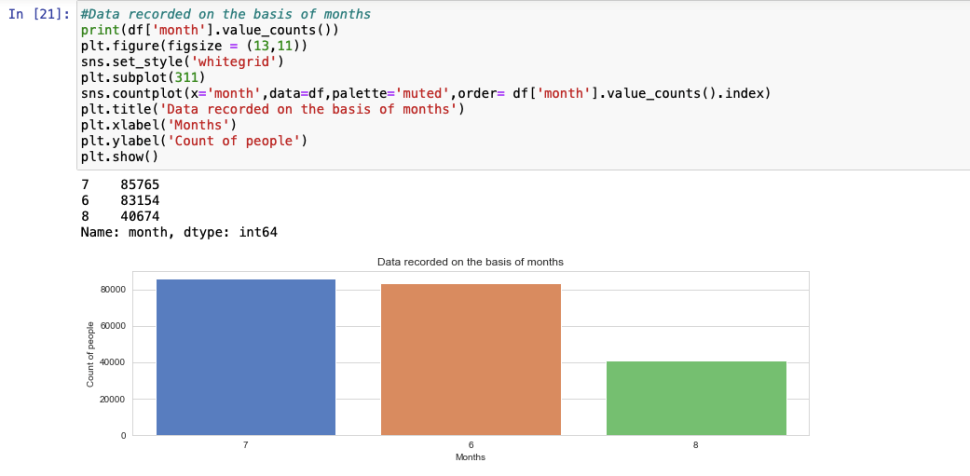 In [21]: #Data recorded on the basis of months
print(df['month'].value_counts())
plt.figure(figsize = (13,11))
sns.set_style('whitegrid')
plt.subplot(311)
sns.countplot(x='month',data=df,palette='muted',order= df['month'].value_counts().index)
plt.title('Data recorded on the basis of months')
plt.xlabel('Months')
plt.ylabel('Count of people')
plt.show()
7 85765
6 83154
8 40674
Name: month, dtype: int64
Data recorded on the basis of months
Count of people
80000
60000
40000
20000
0
7 6 8
Months